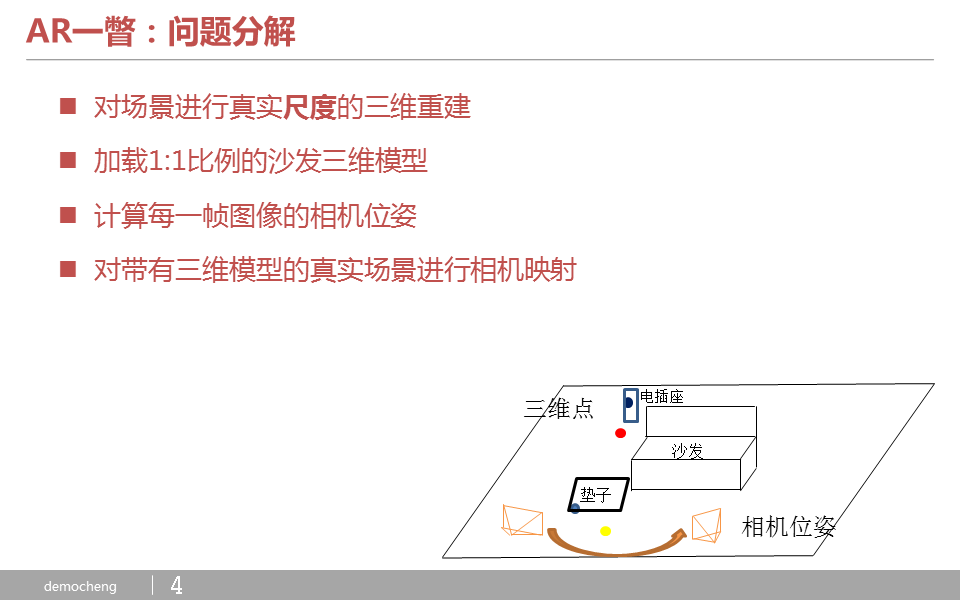 AR一瞥：问题分解
对场景进行真实尺度的三维重建
加载1:1比例的沙发三维模型
计算每一帧图像的相机位姿
对带有三维模型的真实场景进行相机映射
电插座
三维点
沙发
垫子
相机位姿
democheng
4